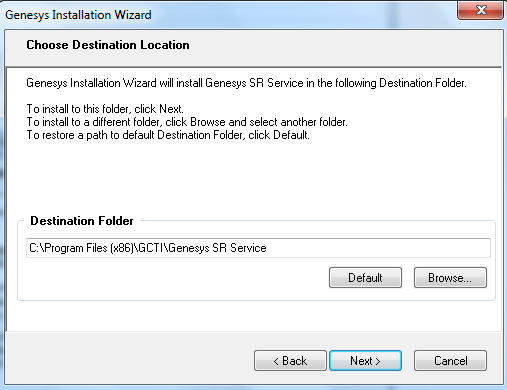 Genesys Installation Wizard
Choose Destination Location
Genesys Installation Wizard will install Genesys SR Service in the following Destination Folder.
To install to this folder, click Next.
To install to a different folder, click Browse and select another folder.
To restore a path to default Destination Folder, click Default.
Destination Folder
C:\Program Files (x86)\GCTI\Genesys SR Service
Default Browse...
< Back Next > Cancel